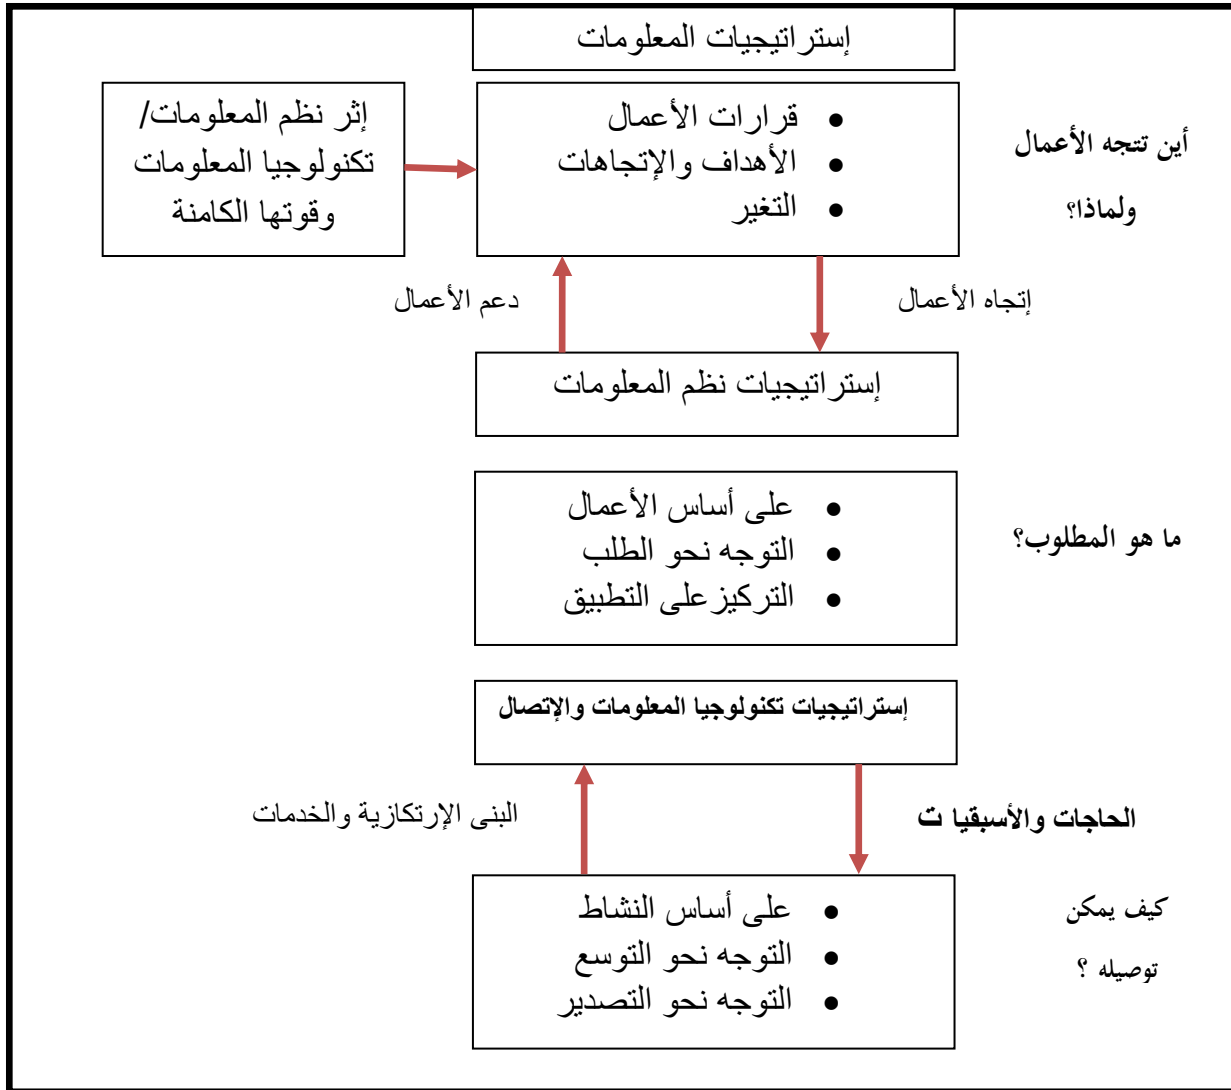 إستراتيجيات المعلومات
أين تتجه الأعمال
ولماذا؟
• قرارات الأعمال
• الأهداف والإتجاهات
• التغير
إثر نظم المعلومات/
تكنولوجيا المعلومات
وقوتها الكامنة
إتجاه الأعمال
دعم الأعمال
إستراتيجيات نظم المعلومات
ما هو المطلوب؟
• على أساس الأعمال
• التوجه نحو الطلب
• التركيز على التطبيق
إستراتيجيات تكنولوجيا المعلومات والإتصال
الحاجات والأسبقيا ت
البنى الإرتكازية والخدمات
كيف يمكن
توصيله ؟
• على أساس النشاط
• التوجه نحو التوسع
• التوجه نحو التصدير